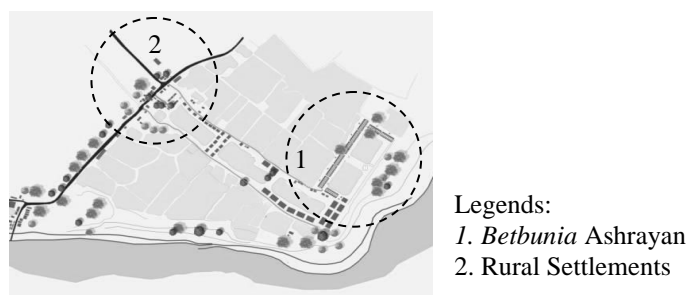 2
1
Legends:
1. Betbunia Ashrayan
2. Rural Settlements